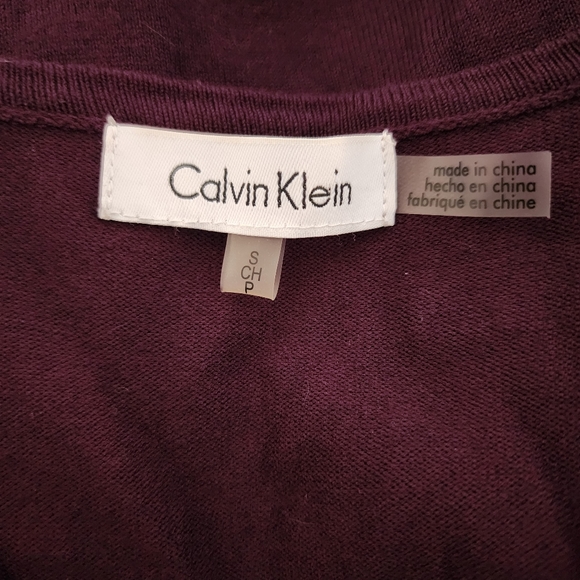 Calvin Klein
made in china
hecho en china
fabriqué en chine
S
CH
P